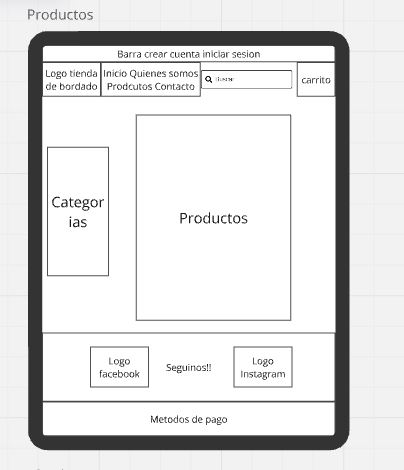 Productos
Barra crear cuenta iniciar sesion
Logo tienda
de bordado
Inicio Quienes somos
Prodcutos Contacto
Buscar
carrito
Categor
ias
Productos
Logo
facebook
Seguinos!!
Logo
Instagram
Metodos de pago